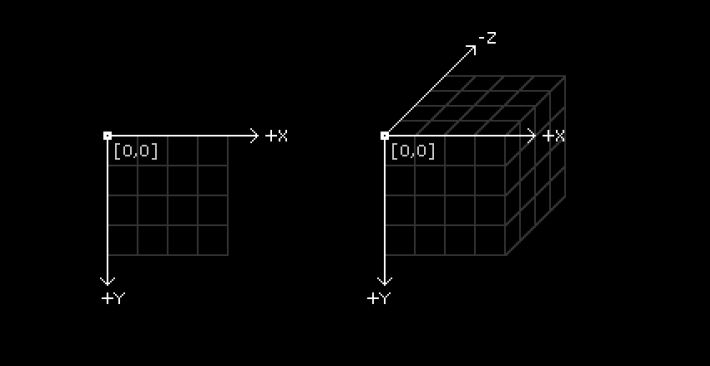 -Z
+X
[0,0]
+Y
+X
[0,0]
+Y